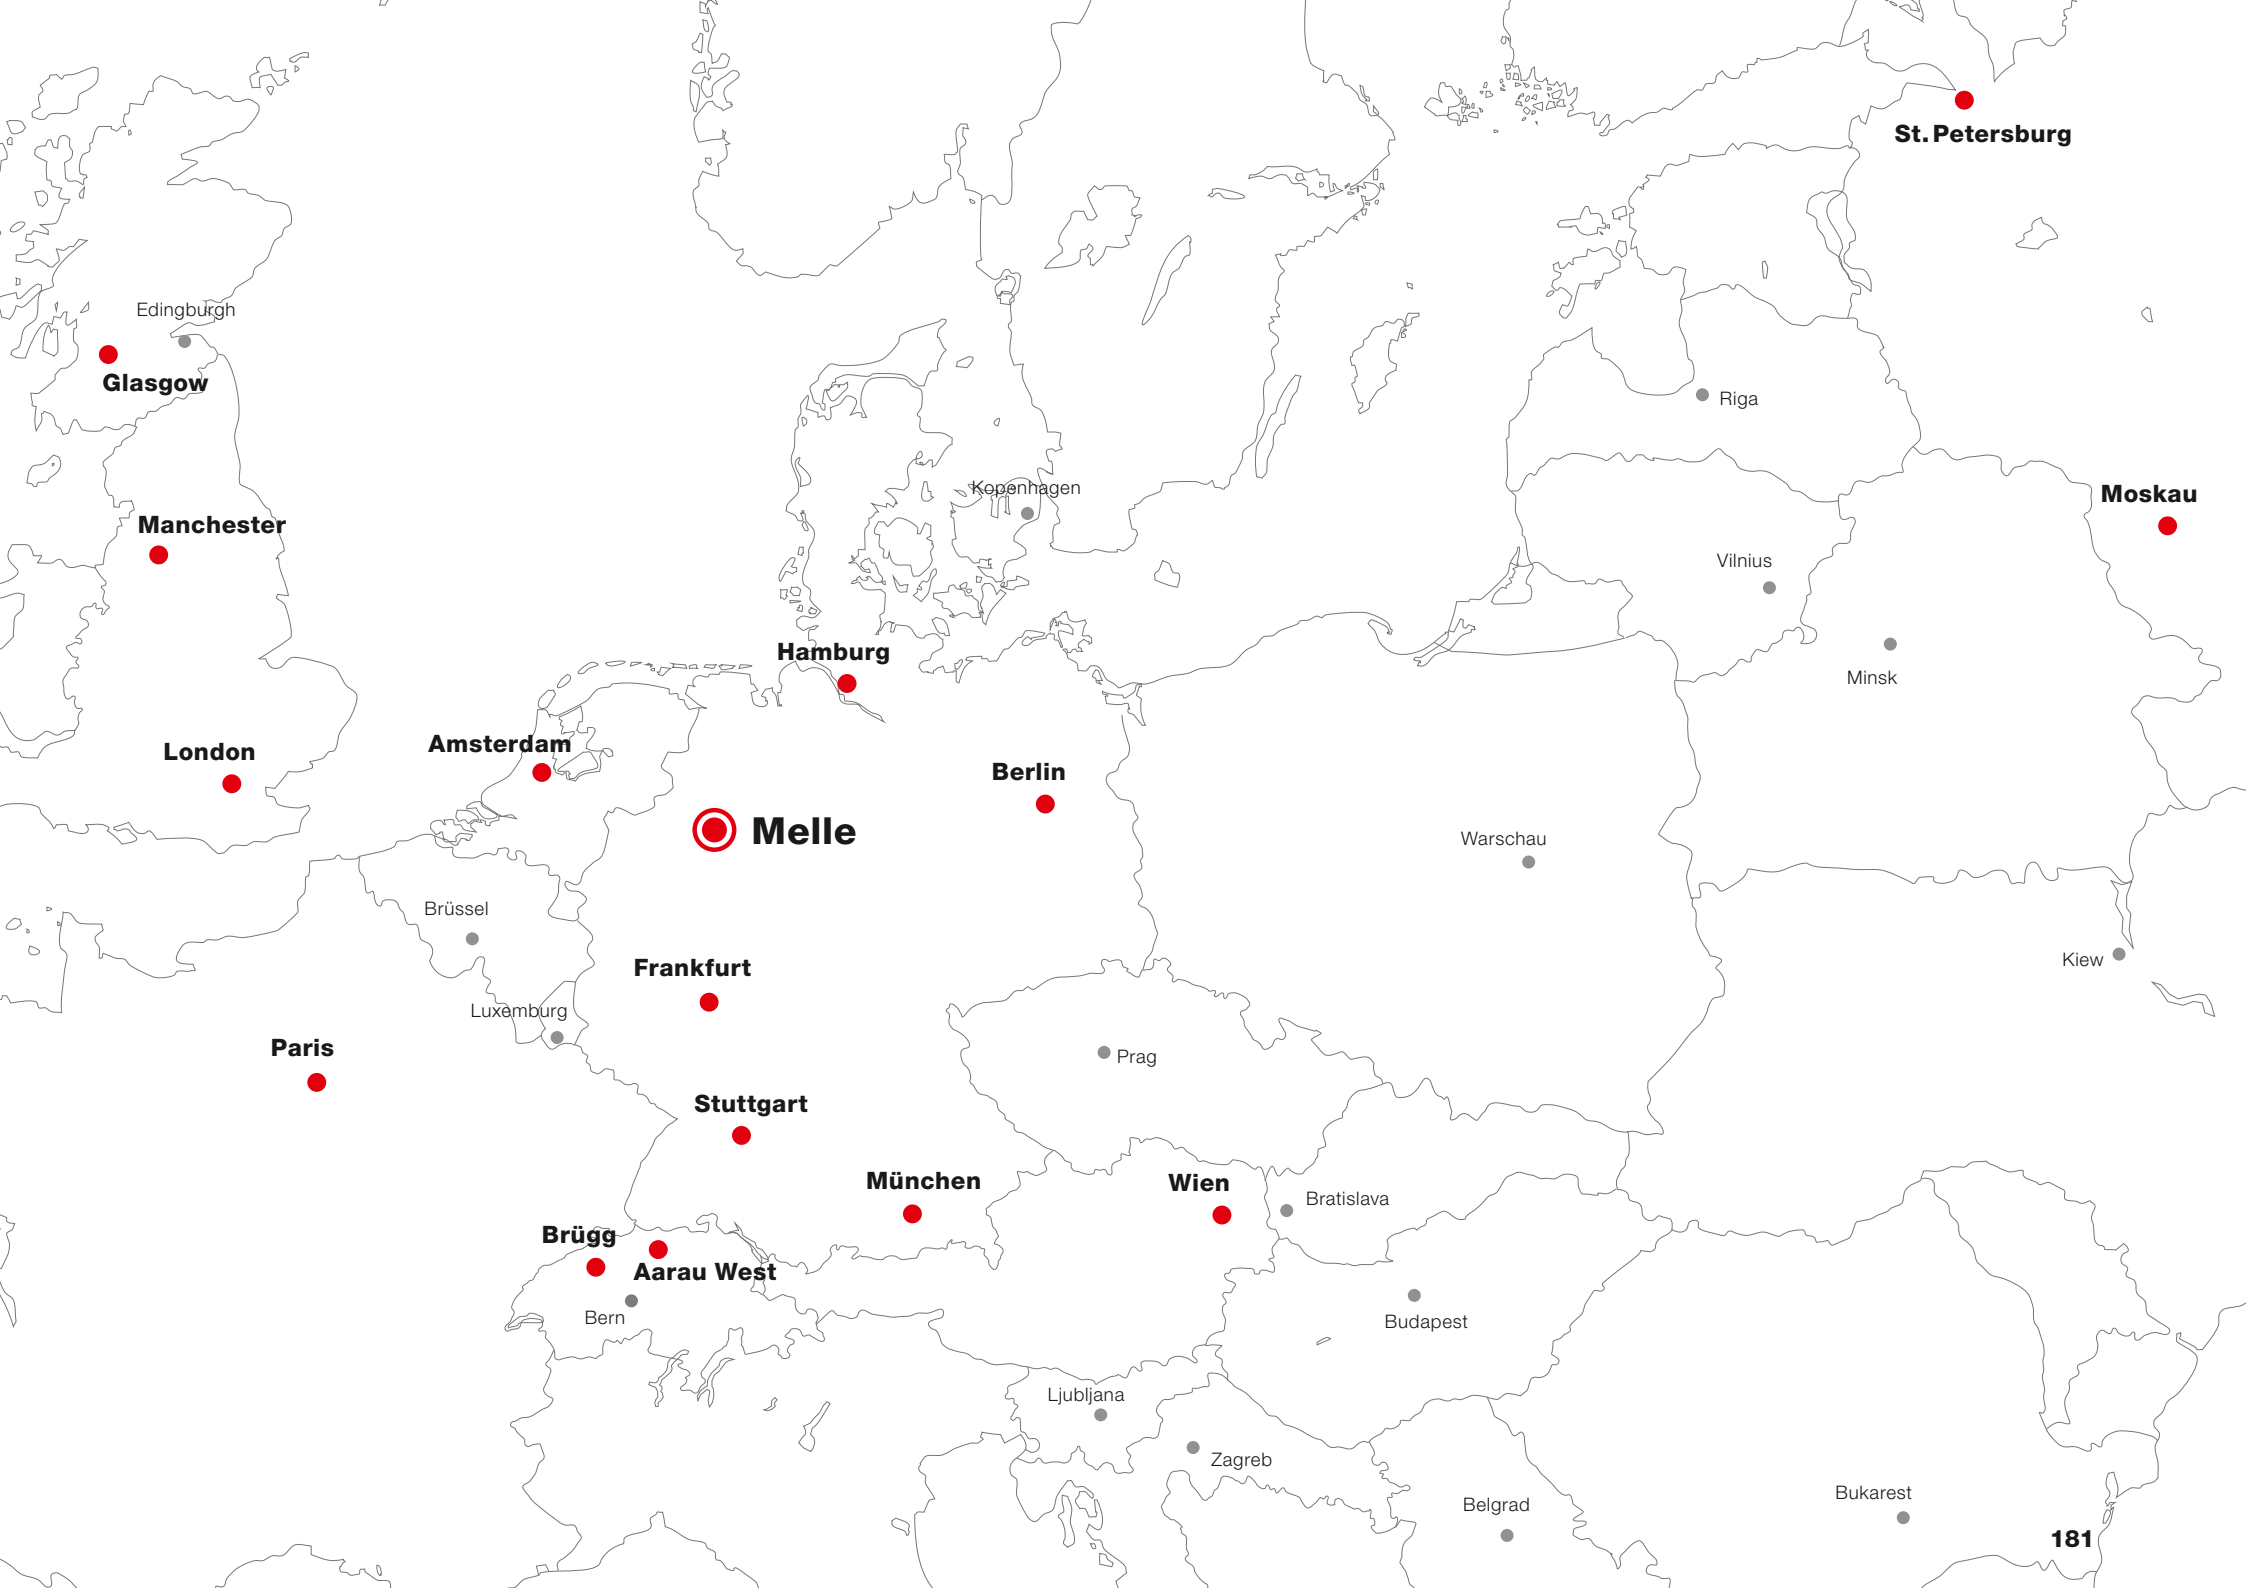 St. Petersburg
Edingburgh
Glasgow
Riga
Kopenhagen
Moskau
Manchester
Vilnius
Hamburg
Minsk
Amsterdam
London
Berlin
Melle
Warschau
Brüssel
Kiew
Frankfurt
Luxemburg
Paris
Prag
Stuttgart
München
Wien
Bratislava
Brügg
Aarau West
Bern
Budapest
Ljubljana
Zagreb
Bukarest
Belgrad
181